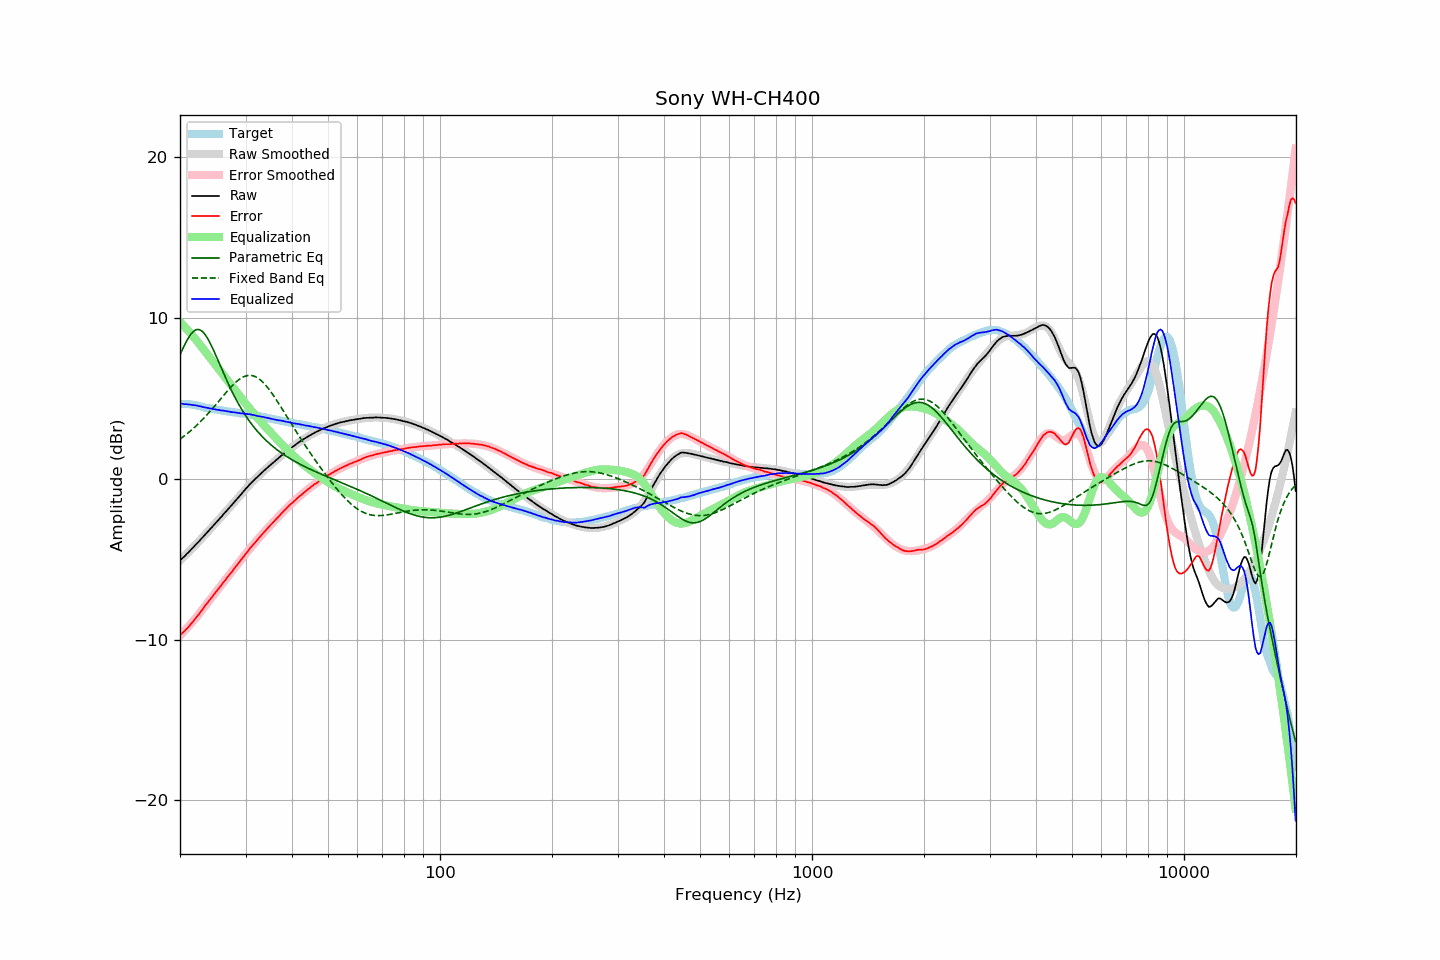 Sony WH-CH400
Target
Raw Smoothed
Error Smoothed
Raw
Error
Equalization
Parametric Eq
Fixed Band Eq
Equalized
20
10
0
−10
−20
Amplitude (dBr)
100
1000
10000
Frequency (Hz)